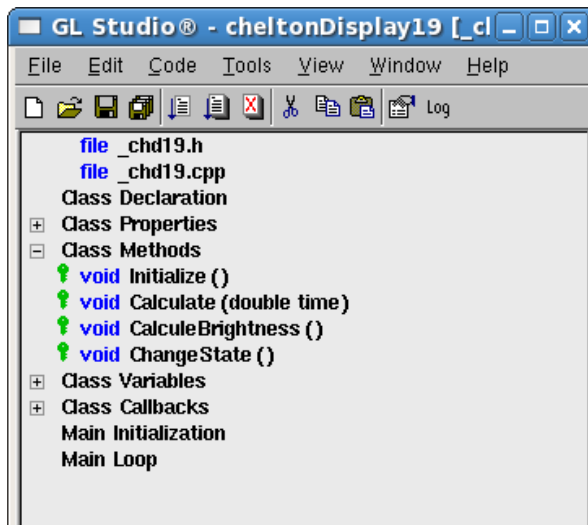 GL Studio® - cheltonDisplay19 [_cl
File Edit Code Tools View Window Help
Log
file _chd19.h
file _chd19.cpp
Class Declaration
Class Properties
Class Methods
void Initialize ()
void Calculate (double time)
void CalculeBrightness ()
void ChangeState ()
Class Variables
Class Callbacks
Main Initialization
Main Loop